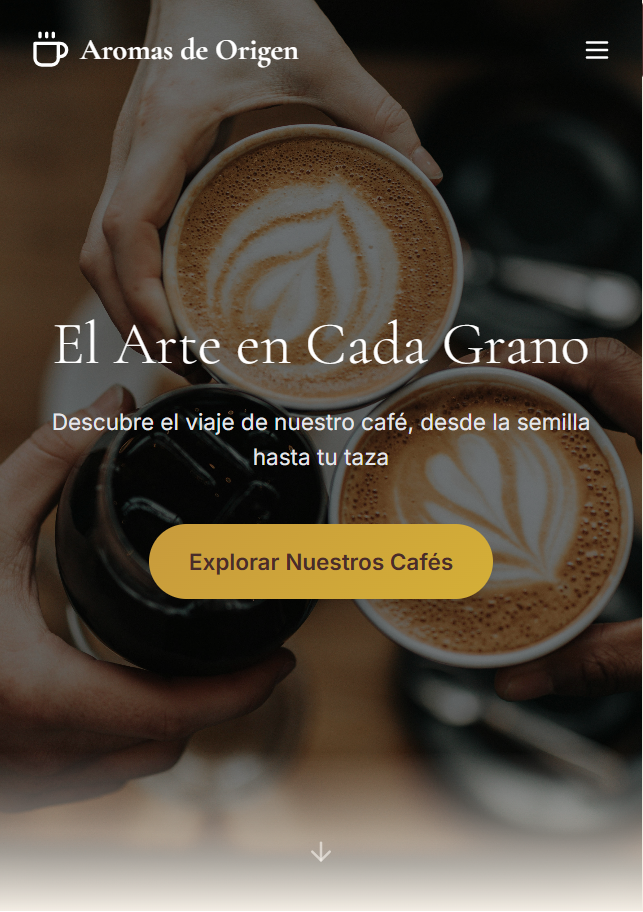 Aromas de Origen
El Arte en Cada Grano
Descubre el viaje de nuestro café, desde la semilla
hasta tu taza
Explorar Nuestros Cafés